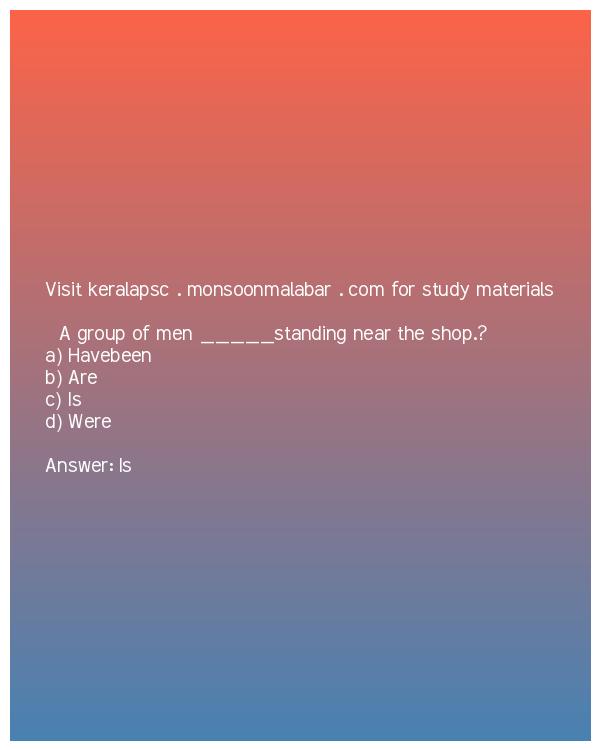 Visit keralapsc . monsoonmalabar . com for study materials
A group of men _____standing near the shop.?
a) Havebeen
b) Are
c) Is
d) Were
Answer: Is